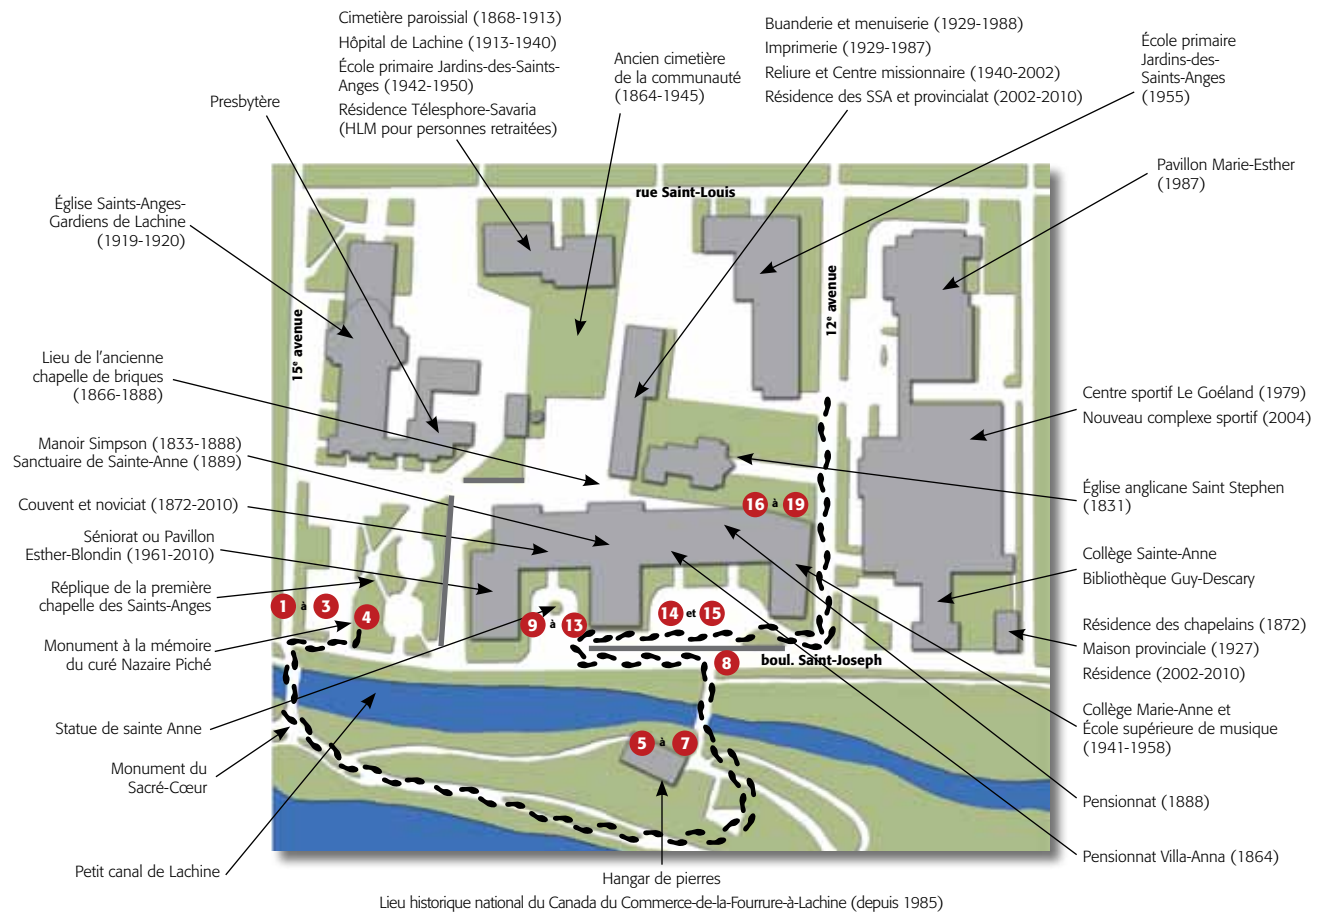 Cimetière paroissial (1868-1913)
Hôpital de Lachine (1913-1940)
École primaire Jardins-des-Saints-
Anges (1942-1950)
Résidence Télesphore-Savaria
(HLM pour personnes retraitées)
Ancien cimetière
de la communauté
(1864-1945)
Buanderie et menuiserie (1929-1988)
Imprimerie (1929-1987)
Reliure et Centre missionnaire (1940-2002)
Résidence des SSA et provincialat (2002-2010)
École primaire
Jardins-des-
Saints-Anges
(1955)
Presbytère
Pavillon Marie-Esther
(1987)
Église Saints-Anges-
Gardiens de Lachine
(1919-1920)
rue Saint-Louis
15e avenue
12e avenue
Lieu de l'ancienne
chapelle de briques
(1866-1888)
Centre sportif Le Goéland (1979)
Nouveau complexe sportif (2004)
Manoir Simpson (1833-1888)
Sanctuaire de Sainte-Anne (1889)
Église anglicane Saint Stephen
(1831)
Couvent et noviciat (1872-2010)
16 à 19
Séniorat ou Pavillon
Esther-Blondin (1961-2010)
Collège Sainte-Anne
Bibliothèque Guy-Descary
Réplique de la première
chapelle des Saints-Anges
1 à 3
4
9 à 13
14 et 15
Résidence des chapelains (1872)
Maison provinciale (1927)
Résidence (2002-2010)
Monument à la mémoire
du curé Nazaire Piché
8
boul. Saint-Joseph
Statue de sainte Anne
Collège Marie-Anne et
École supérieure de musique
(1941-1958)
5 à 7
Monument du
Sacré-Cœur
Pensionnat (1888)
Petit canal de Lachine
Pensionnat Villa-Anna (1864)
Hangar de pierres
Lieu historique national du Canada du Commerce-de-la-Fourrure-à-Lachine (depuis 1985)